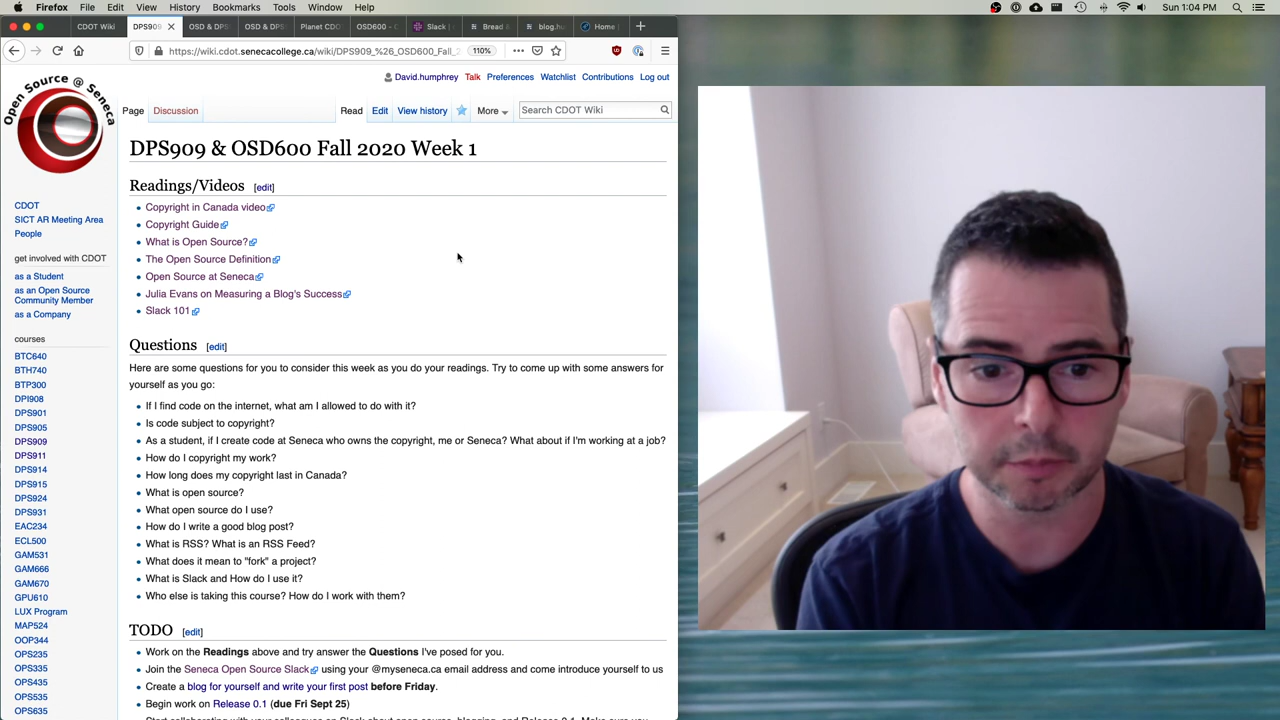 Firefox File Edit View History Bookmarks Tools Window Help
Sun 1:04 PM
CDOT Wiki
DPS909
OSD & DPS
OSD & DPS
Planet CDO
OSD600 - C
Slack |
Bread &
blog.hu
Home |
https://wiki.cdot.senecacollege.ca/wiki/DPS909_%26_OSD600_Fall_2
110%
David.humphrey Talk Preferences Watchlist Contributions Log out
Open Source @ Seneca
Page Discussion Read Edit View history More Search CDOT Wiki
DPS909 & OSD600 Fall 2020 Week 1
Readings/Videos [edit]
Copyright in Canada video
Copyright Guide
What is Open Source?
The Open Source Definition
Open Source at Seneca
Julia Evans on Measuring a Blog's Success
Slack 101
Questions [edit]
Here are some questions for you to consider this week as you do your readings. Try to come up with some answers for
yourself as you go:
If I find code on the internet, what am I allowed to do with it?
Is code subject to copyright?
As a student, if I create code at Seneca who owns the copyright, me or Seneca? What about if I'm working at a job?
How do I copyright my work?
How long does my copyright last in Canada?
What is open source?
What open source do I use?
How do I write a good blog post?
What is RSS? What is an RSS Feed?
What does it mean to "fork" a project?
What is Slack and How do I use it?
Who else is taking this course? How do I work with them?
TODO [edit]
Work on the Readings above and try answer the Questions I've posed for you.
Join the Seneca Open Source Slack using your @myseneca.ca email address and come introduce yourself to us
Create a blog for yourself and write your first post before Friday.
Begin work on Release 0.1 (due Fri Sept 25)
CDOT
SICT AR Meeting Area
People
get involved with CDOT
as a Student
as an Open Source
Community Member
as a Company
courses
BTC640
BTH740
BTP300
DPI908
DPS901
DPS905
DPS909
DPS911
DPS914
DPS915
DPS924
DPS931
EAC234
ECL500
GAM531
GAM666
GAM670
GPU610
LUX Program
MAP524
OOP344
OPS235
OPS335
OPS435
OPS535
OPS635